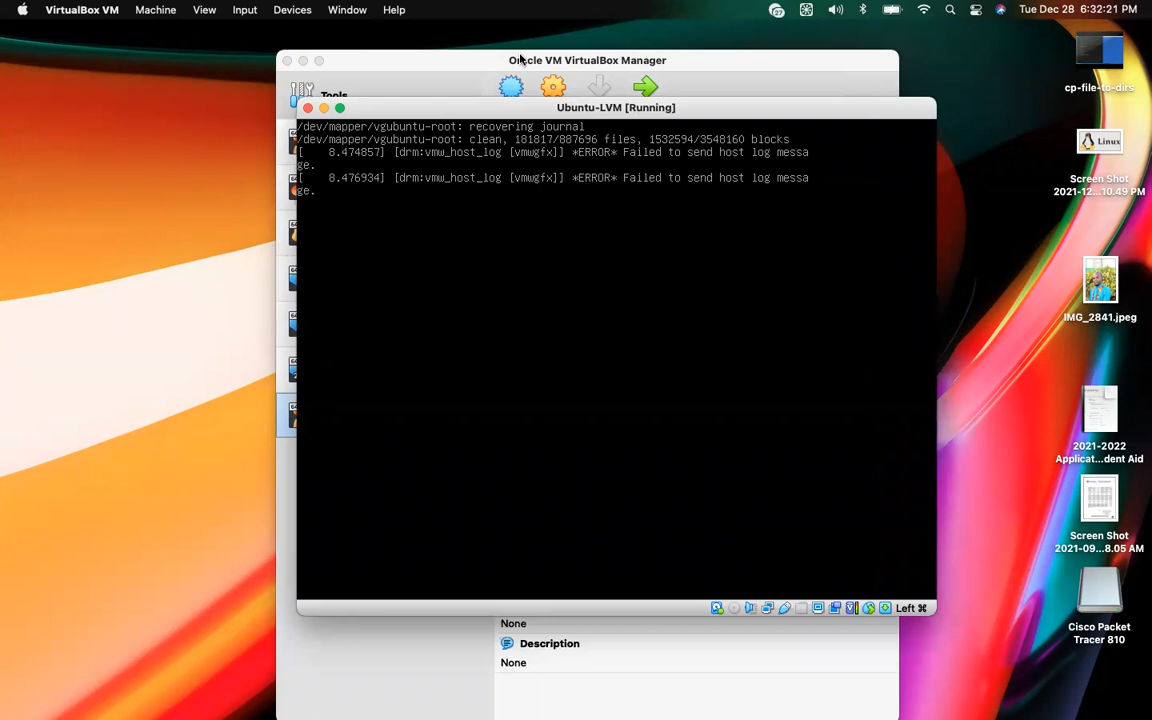 VirtualBox VM Machine View Input Devices Window Help
27
Tue Dec 28 6:32:21 PM
Oracle VM VirtualBox Manager
Tools
Ubuntu-LVM [Running]
/dev/mapper/vgubuntu-root: recovering journal
/dev/mapper/vgubuntu-root: clean, 181817/887696 files, 1532594/3548160 blocks
[    8.474857] [drm:vmw_host_log [vmwgfx]] *ERROR* Failed to send host log messa
ge.
[    8.476934] [drm:vmw_host_log [vmwgfx]] *ERROR* Failed to send host log messa
ge.
Left ⌘
None
Description
None
cp-file-to-dirs
Linux
Screen Shot
2021-12...10.49 PM
IMG_2841.jpeg
2021-2022
Applicat...dent Aid
Screen Shot
2021-09...8.05 AM
Cisco Packet
Tracer 810